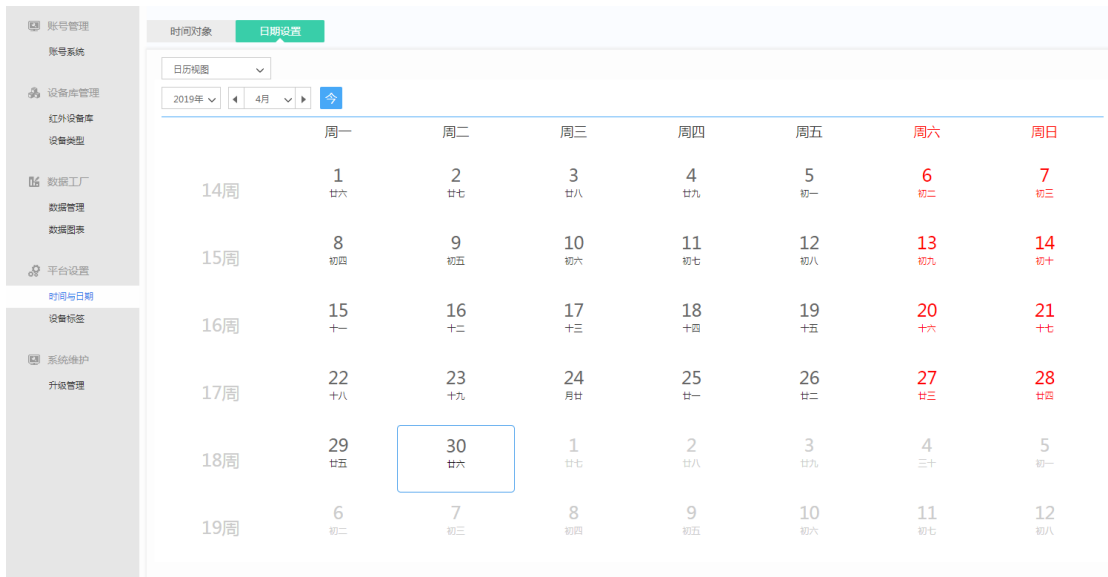 账号管理
账号系统
设备库管理
红外设备库
设备类型
数据工厂
数据管理
数据图表
平台设置
时间与日期
设备标签
系统维护
升级管理
时间对象 日期设置
日历视图
2019年 4月 今
周一 周二 周三 周四 周五 周六 周日
14周 1 2 3 4 5 6 7
廿六 廿七 廿八 廿九 初一 初二 初三
15周 8 9 10 11 12 13 14
初四 初五 初六 初七 初八 初九 初十
16周 15 16 17 18 19 20 21
十一 十二 十三 十四 十五 十六 十七
17周 22 23 24 25 26 27 28
十八 十九 月廿 廿一 廿二 廿三 廿四
18周 29 30 1 2 3 4 5
廿五 廿六 廿七 廿八 廿九 三十 初一
19周 6 7 8 9 10 11 12
初二 初三 初四 初五 初六 初七 初八